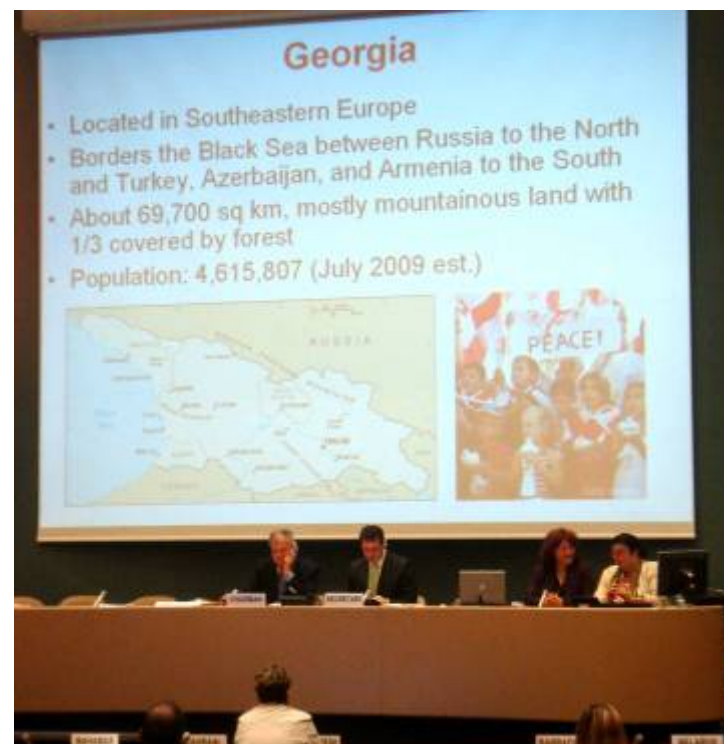 Georgia
• Located in Southeastern Europe
• Borders the Black Sea between Russia to the North
and Turkey, Azerbaijan, and Armenia to the South
• About 69,700 sq km, mostly mountainous land with
1/3 covered by forest
• Population: 4,615,807 (July 2009 est.)
RUSSIA
PEACE!
CHAIRMAN
SECRETARY